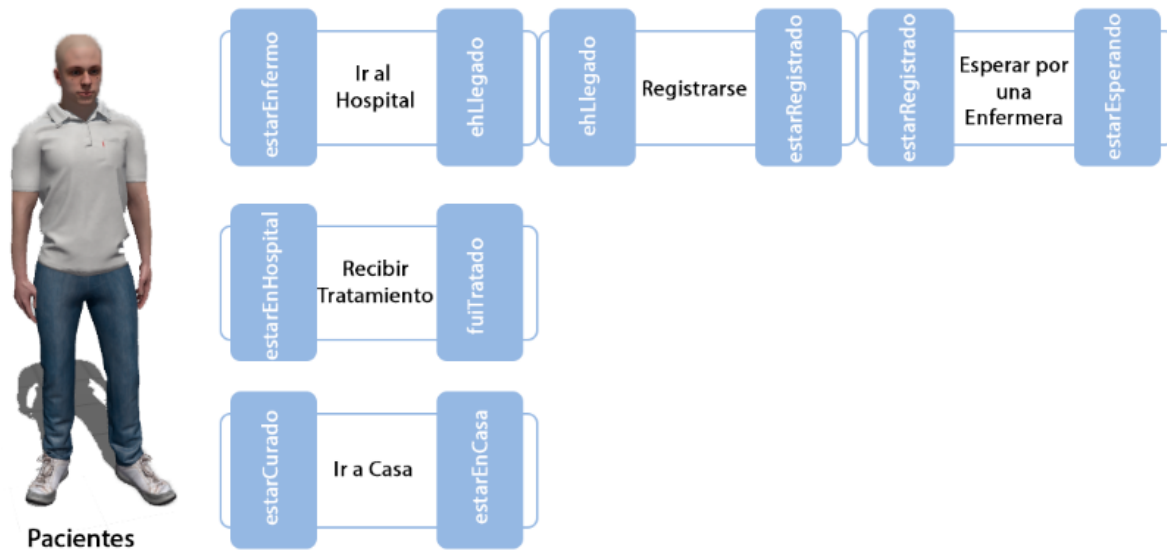 estarEnfermo
Ir al
Hospital
ehLlegado
ehLlegado
Registrarse
estarRegistrado
estarRegistrado
Esperar por
una
Enfermera
estarEsperando
estarEnHospital
Recibir
Tratamiento
fuiTratado
estarCurado
Ir a Casa
estarEnCasa
Pacientes